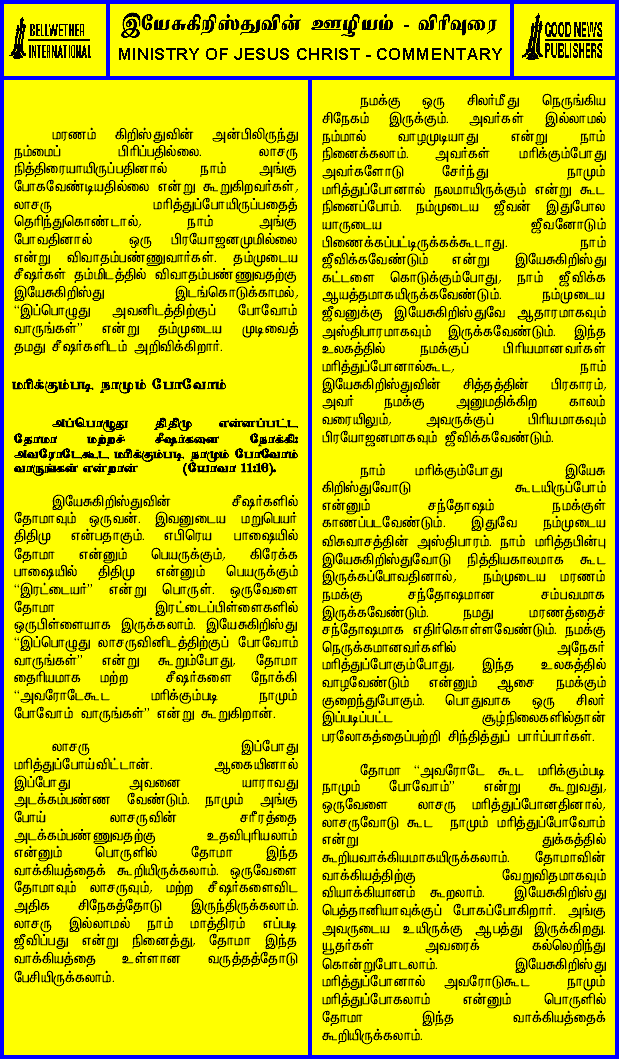 BELLWETHER
INTERNATIONAL
இயேசுகிறிஸ்துவின் ஊழியம் - விரிவுரை
MINISTRY OF JESUS CHRIST - COMMENTARY
GOOD NEWS
PUBLISHERS
மரணம் கிறிஸ்துவின் அன்பிலிருந்து
நம்மைப் பிரிப்பதில்லை. லாசரு
நித்திரையாயிருப்பதினால் நாம் அங்கு
போகவேண்டியதில்லை என்று கூறுகிறவர்கள்,
லாசரு மரித்துப்போயிருப்பதைத்
தெரிந்துகொண்டால், நாம் அங்கு
போவதினால் ஒரு பிரயோஜனமுமில்லை
என்று விவாதம்பண்ணுவார்கள். தம்முடைய
சீஷர்கள் தம்மிடத்தில் விவாதம்பண்ணுவதற்கு
இயேசுகிறிஸ்து இடங்கொடுக்காமல்,
“இப்பொழுது அவனிடத்திற்குப் போவோம்
வாருங்கள்” என்று தம்முடைய முடிவைத்
தமது சீஷர்களிடம் அறிவிக்கிறார்.
மரிக்கும்படி நாமும் போவோம்
அப்பொழுது திதிமு என்னப்பட்ட
தோமா மற்றச் சீஷர்களை நோக்கி:
அவரோடேகூட மரிக்கும்படி நாமும் போவோம்
வாருங்கள் என்றான் (யோவா 11:16).
இயேசுகிறிஸ்துவின் சீஷர்களில்
தோமாவும் ஒருவன். இவனுடைய மறுபெயர்
திதிமு என்பதாகும். எபிரெய பாஷையில்
தோமா என்னும் பெயருக்கும், கிரேக்க
பாஷையில் திதிமு என்னும் பெயருக்கும்
“இரட்டையர்” என்று பொருள். ஒருவேளை
தோமா இரட்டைப்பிள்ளைகளில்
ஒருபிள்ளையாக இருக்கலாம். இயேசுகிறிஸ்து
“இப்பொழுது லாசருவினிடத்திற்குப் போவோம்
வாருங்கள்” என்று கூறும்போது, தோமா
தைரியமாக மற்ற சீஷர்களை நோக்கி
“அவரோடேகூட மரிக்கும்படி நாமும்
போவோம் வாருங்கள்” என்று கூறுகிறான்.
லாசரு இப்போது
மரித்துப்போய்விட்டான். ஆகையினால்
இப்போது அவனை யாராவது
அடக்கம்பண்ண வேண்டும். நாமும் அங்கு
போய் லாசருவின் சரீரத்தை
அடக்கம்பண்ணுவதற்கு உதவிபுரியலாம்
என்னும் பொருளில் தோமா இந்த
வாக்கியத்தைக் கூறியிருக்கலாம். ஒருவேளை
தோமாவும் லாசருவும், மற்ற சீஷர்களைவிட
அதிக சிநேகத்தோடு இருந்திருக்கலாம்.
லாசரு இல்லாமல் நாம் மாத்திரம் எப்படி
ஜீவிப்பது என்று நினைத்து, தோமா இந்த
வாக்கியத்தை உள்ளான வருத்தத்தோடு
பேசியிருக்கலாம்.
நமக்கு ஒரு சிலர்மீது நெருங்கிய
சிநேகம் இருக்கும். அவர்கள் இல்லாமல்
நம்மால் வாழமுடியாது என்று நாம்
நினைக்கலாம். அவர்கள் மரிக்கும்போது
அவர்களோடு சேர்ந்து நாமும்
மரித்துப்போனால் நலமாயிருக்கும் என்று கூட
நினைப்போம். நம்முடைய ஜீவன் இதுபோல
யாருடைய ஜீவனோடும்
பிணைக்கப்பட்டிருக்கக்கூடாது. நாம்
ஜீவிக்கவேண்டும் என்று இயேசுகிறிஸ்து
கட்டளை கொடுக்கும்போது, நாம் ஜீவிக்க
ஆயத்தமாகயிருக்கவேண்டும். நம்முடைய
ஜீவனுக்கு இயேசுகிறிஸ்துவே ஆதாரமாகவும்
அஸ்திபாரமாகவும் இருக்கவேண்டும். இந்த
உலகத்தில் நமக்குப் பிரியமானவர்கள்
மரித்துப்போனால்கூட, நாம்
இயேசுகிறிஸ்துவின் சித்தத்தின் பிரகாரம்,
அவர் நமக்கு அனுமதிக்கிற காலம்
வரையிலும், அவருக்குப் பிரியமாகவும்
பிரயோஜனமாகவும் ஜீவிக்கவேண்டும்.
நாம் மரிக்கும்போது இயேசு
கிறிஸ்துவோடு கூடயிருப்போம்
என்னும் சந்தோஷம் நமக்குள்
காணப்படவேண்டும். இதுவே நம்முடைய
விசுவாசத்தின் அஸ்திபாரம். நாம் மரித்தபின்பு
இயேசுகிறிஸ்துவோடு நித்தியகாலமாக கூட
இருக்கப்போவதினால், நம்முடைய மரணம்
நமக்கு சந்தோஷமான சம்பவமாக
இருக்கவேண்டும். நமது மரணத்தைச்
சந்தோஷமாக எதிர்கொள்ளவேண்டும். நமக்கு
நெருக்கமானவர்களில் அநேகர்
மரித்துப்போகும்போது, இந்த உலகத்தில்
வாழவேண்டும் என்னும் ஆசை நமக்கும்
குறைந்துபோகும். பொதுவாக ஒரு சிலர்
இப்படிப்பட்ட சூழ்நிலைகளில்தான்
பரலோகத்தைப்பற்றி சிந்தித்துப் பார்ப்பார்கள்.
தோமா “அவரோடே கூட மரிக்கும்படி
நாமும் போவோம்” என்று கூறுவது,
ஒருவேளை லாசரு மரித்துப்போனதினால்,
லாசருவோடு கூட நாமும் மரித்துப்போவோம்
என்று துக்கத்தில்
கூறியவாக்கியமாகயிருக்கலாம். தோமாவின்
வாக்கியத்திற்கு வேறுவிதமாகவும்
வியாக்கியானம் கூறலாம். இயேசுகிறிஸ்து
பெத்தானியாவுக்குப் போகப்போகிறார். அங்கு
அவருடைய உயிருக்கு ஆபத்து இருக்கிறது.
யூதர்கள் அவரைக் கல்லெறிந்து
கொன்றுபோடலாம். இயேசுகிறிஸ்து
மரித்துப்போனால் அவரோடுகூட நாமும்
மரித்துப்போகலாம் என்னும் பொருளில்
தோமா இந்த வாக்கியத்தைக்
கூறியிருக்கலாம்.